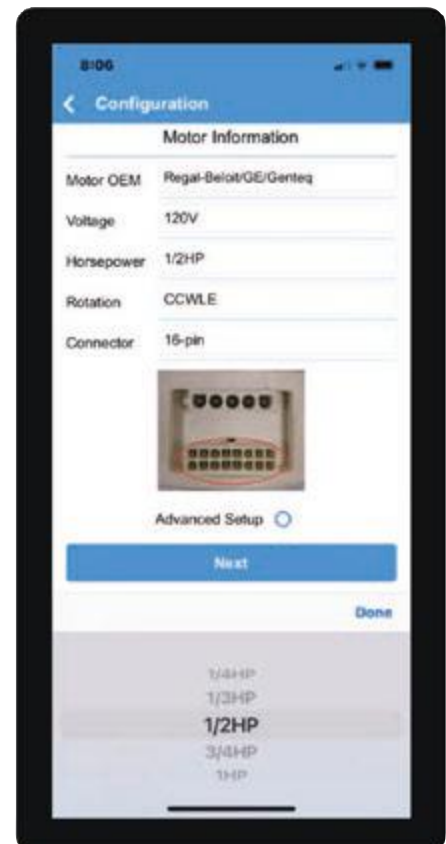 8:06
Configuration
Motor Information
Motor OEM Regal-Beloit/GE/Genteq
Voltage 120V
Horsepower 1/2HP
Rotation CCWLE
Connector 16-pin
Advanced Setup
Next
Done
1/4HP
1/3HP
1/2HP
3/4HP
1HP